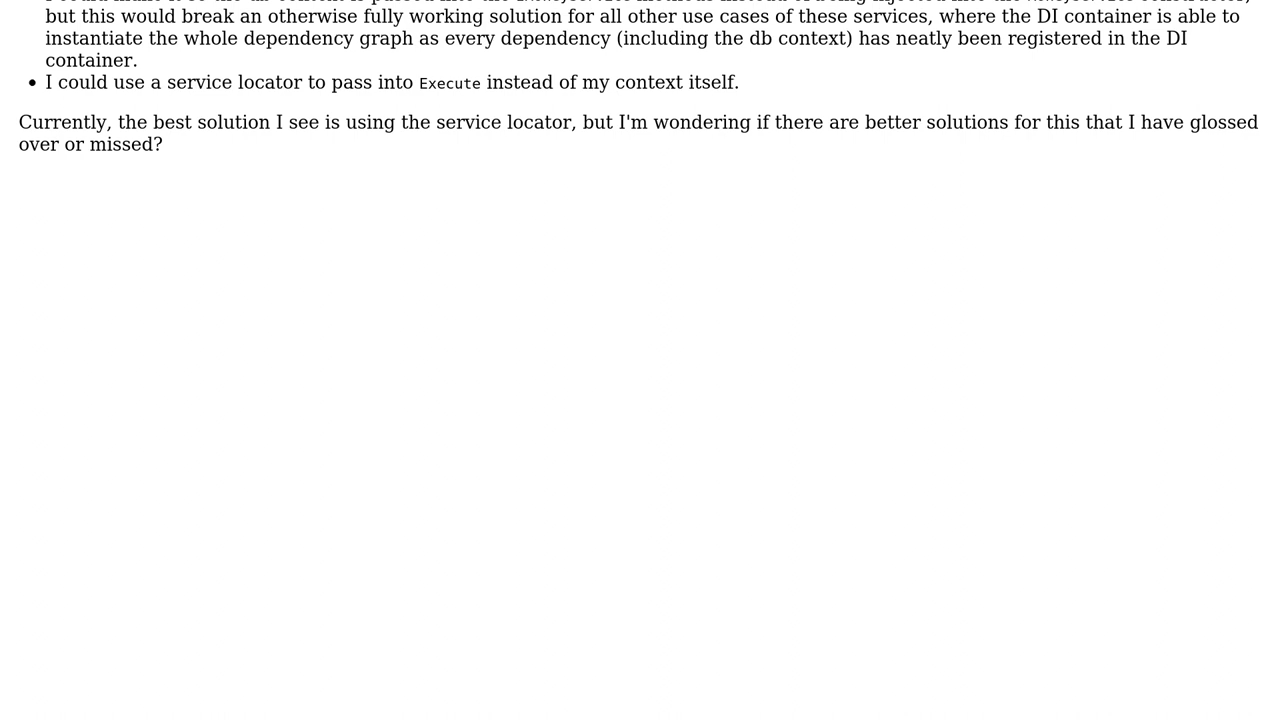 but this would break an otherwise fully working solution for all other use cases of these services, where the DI container is able to
instantiate the whole dependency graph as every dependency (including the db context) has neatly been registered in the DI
container.
• I could use a service locator to pass into Execute instead of my context itself.
Currently, the best solution I see is using the service locator, but I'm wondering if there are better solutions for this that I have glossed
over or missed?